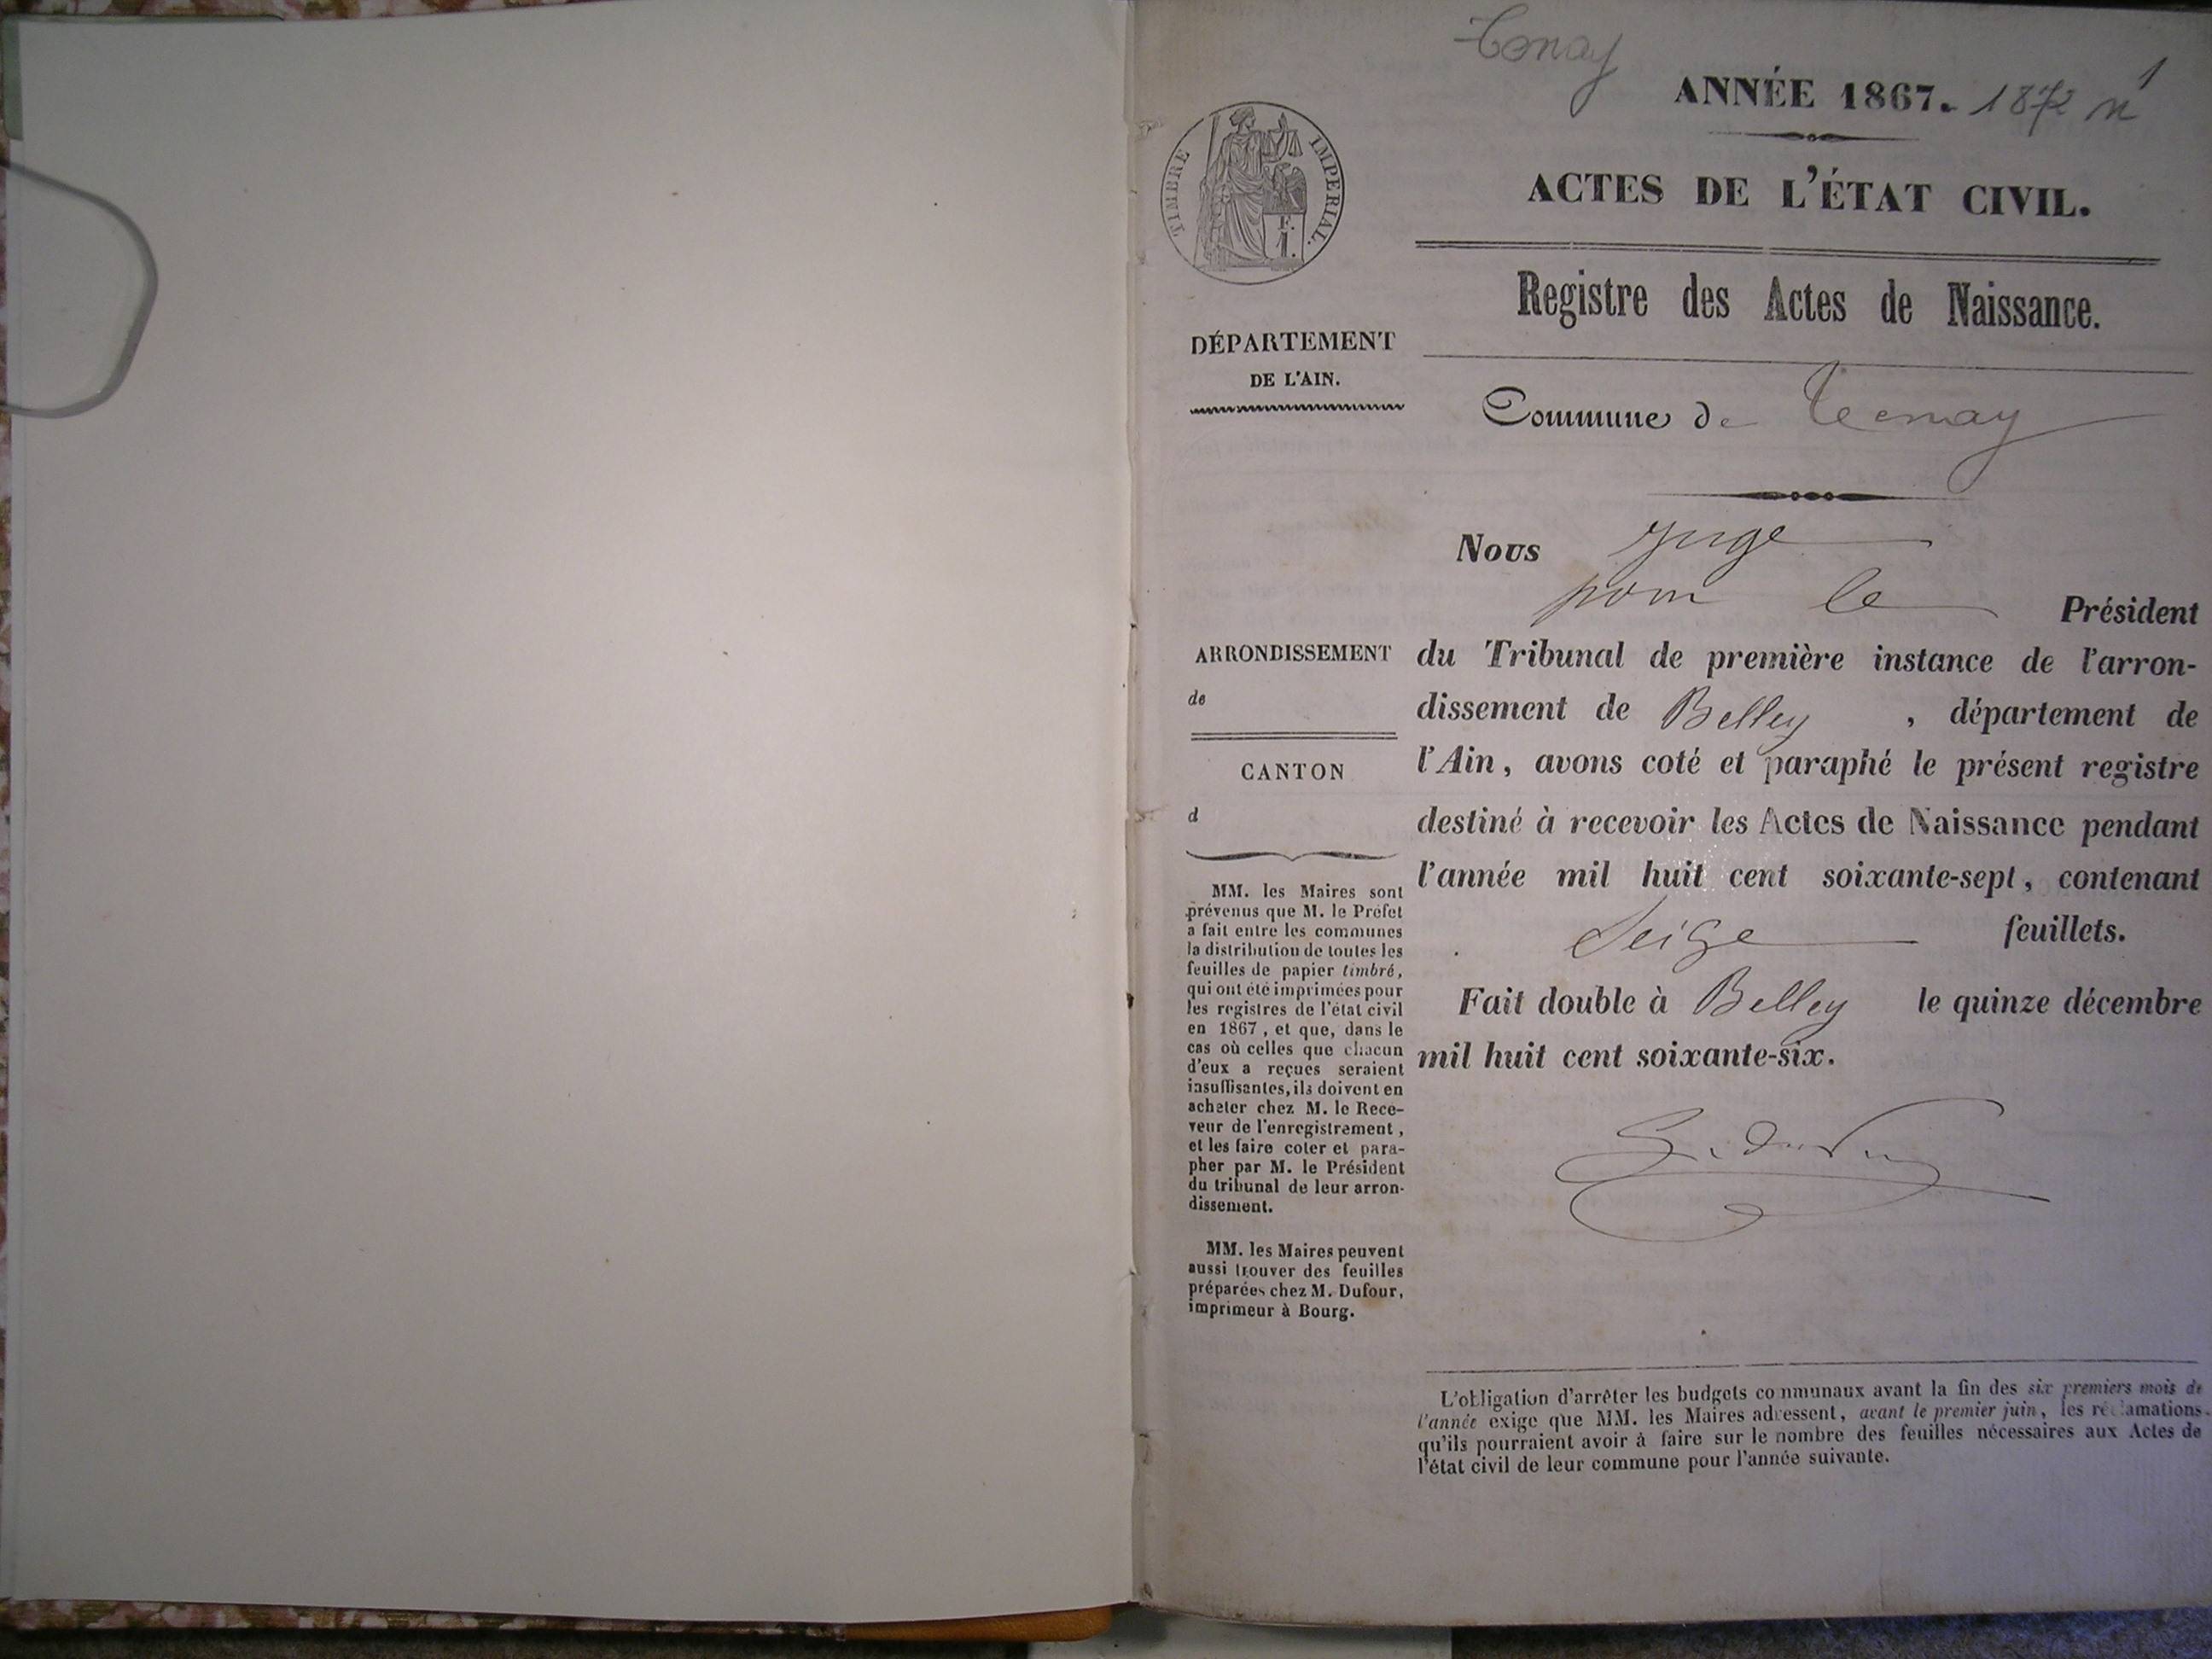 Tenay
ANNÉE 1867. 1872 n 1
TIMBRE IMPERIAL.
F.
1.
ACTES DE L'ÉTAT CIVIL.
Registre des Actes de Naissance.
DÉPARTEMENT
DE L'AIN.
Commune de Tenay
Nous juge
pour le Président
ARRONDISSEMENT
de
CANTON
d
du Tribunal de première instance de l'arron-
dissement de Belley, département de
l'Ain, avons coté et paraphé le présent registre
destiné à recevoir les Actes de Naissance pendant
l'année mil huit cent soixante-sept, contenant
Seize feuillets.
Fait double à Belley le quinze décembre
mil huit cent soixante-six.
MM. les Maires sont
prévenus que M. le Préfet
a fait entre les communes
la distribution de toutes les
feuilles de papier timbré,
qui ont été imprimées pour
les registres de l'état civil
en 1867, et que, dans le
cas où celles que chacun
d'eux a reçues seraient
insuffisantes, ils doivent en
acheter chez M. le Rece-
veur de l'enregistrement,
et les faire coter et para-
pher par M. le Président
du tribunal de leur arron-
dissement.
MM. les Maires peuvent
aussi trouver des feuilles
préparées chez M. Dufour,
imprimeur à Bourg.
L'obligation d'arrêter les budgets communaux avant la fin des six premiers mois de
l'année exige que MM. les Maires adressent, avant le premier juin, les réclamations
qu'ils pourraient avoir à faire sur le nombre des feuilles nécessaires aux Actes de
l'état civil de leur commune pour l'année suivante.